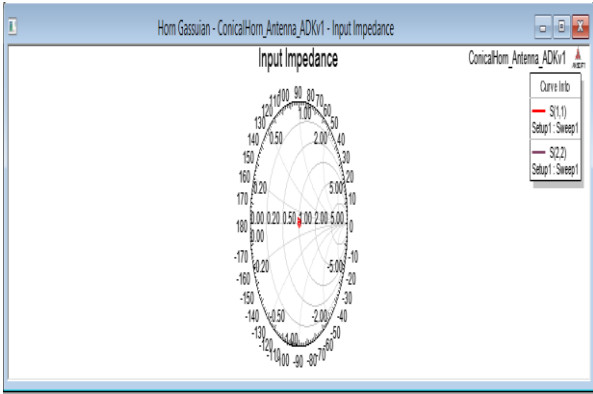 Horn Gassuian - ConicalHorn_Antenna_ADKv1 - Input Impedance
Input Impedance
ConicalHorn_Antenna_ADKv1
Curve Info
S(1,1)
Setup1 : Sweep1
S(2,2)
Setup1 : Sweep1
90
100 80
110 70
120 60
130 1.00 50
140 0.50 2.00 40
150 30
160 0.20 5.00 20
170 10
180 0.00 0.20 0.50 1.00 2.00 5.00 0
0.00
-170 -10
-160 -0.20 -5.00 -20
-150 -30
-140 -0.50 -2.00 -40
-130 -1.00 -50
-120 -60
-110 -70
-100 -90 -80